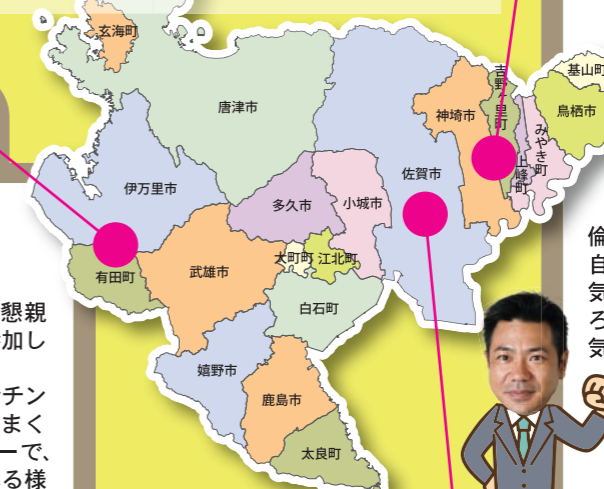 玄海町
唐津市
伊万里市
有田町
武雄市
多久市
小城市
大町町
江北町
白石町
嬉野市
鹿島市
太良町
佐賀市
神埼市
吉野ヶ里町
上峰町
みやき町
基山町
鳥栖市
懇親
加し
チン
まく
ーで、
る様
倫
自
気
ろ
気